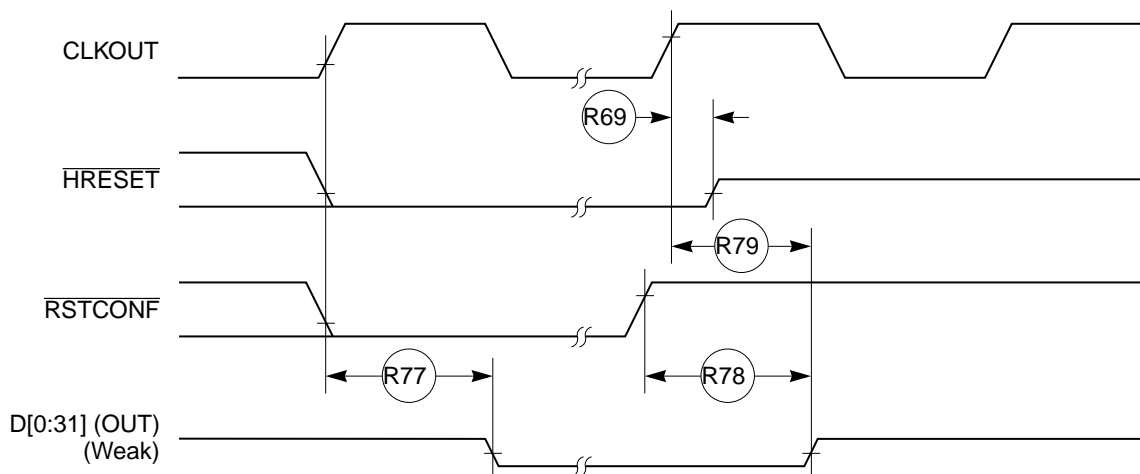 CLKOUT
R69
HRESET
R79
RSTCONF
R77
R78
D[0:31] (OUT)
(Weak)